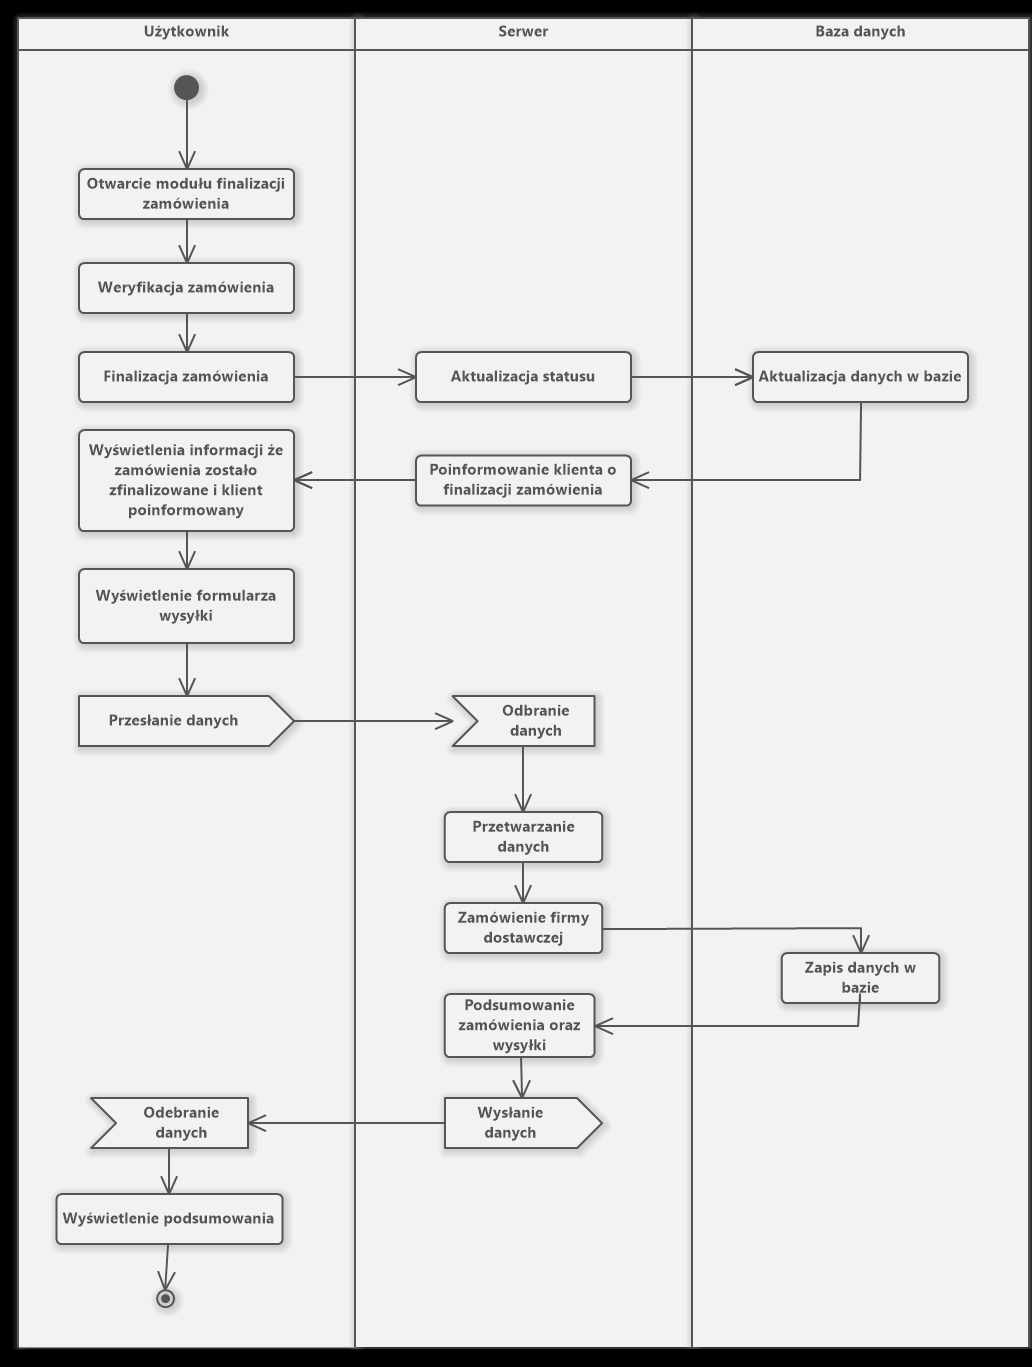 Użytkownik
Serwer
Baza danych
Otwarcie modułu finalizacji
zamówienia
Weryfikacja zamówienia
Finalizacja zamówienia
Aktualizacja statusu
Aktualizacja danych w bazie
Wyświetlenia informacji że
zamówienia zostało
zfinalizowane i klient
poinformowany
Poinformowanie klienta o
finalizacji zamówienia
Wyświetlenie formularza
wysyłki
Przesłanie danych
Odbranie
danych
Przetwarzanie
danych
Zamówienie firmy
dostawczej
Zapis danych w
bazie
Podsumowanie
zamówienia oraz
wysyłki
Odebranie
danych
Wysłanie
danych
Wyświetlenie podsumowania